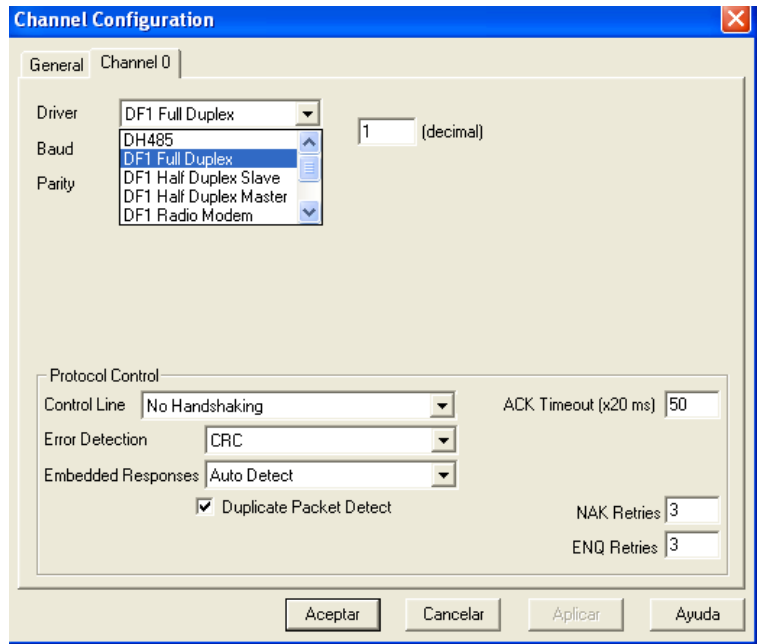 Channel Configuration
General Channel 0
Driver DF1 Full Duplex
1 (decimal)
DH485
Baud
DF1 Full Duplex
Parity
DF1 Half Duplex Slave
DF1 Half Duplex Master
DF1 Radio Modem
Protocol Control
Control Line No Handshaking ACK Timeout (x20 ms) 50
Error Detection CRC
Embedded Responses Auto Detect
Duplicate Packet Detect NAK Retries 3
ENQ Retries 3
Aceptar Cancelar Aplicar Ayuda